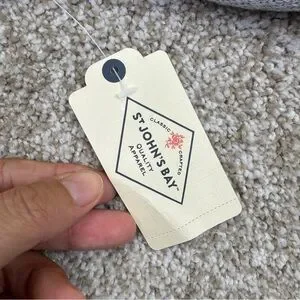 CLASSIC
CRAFTED
ST JOHN'S BAY
QUALITY
APPAREL